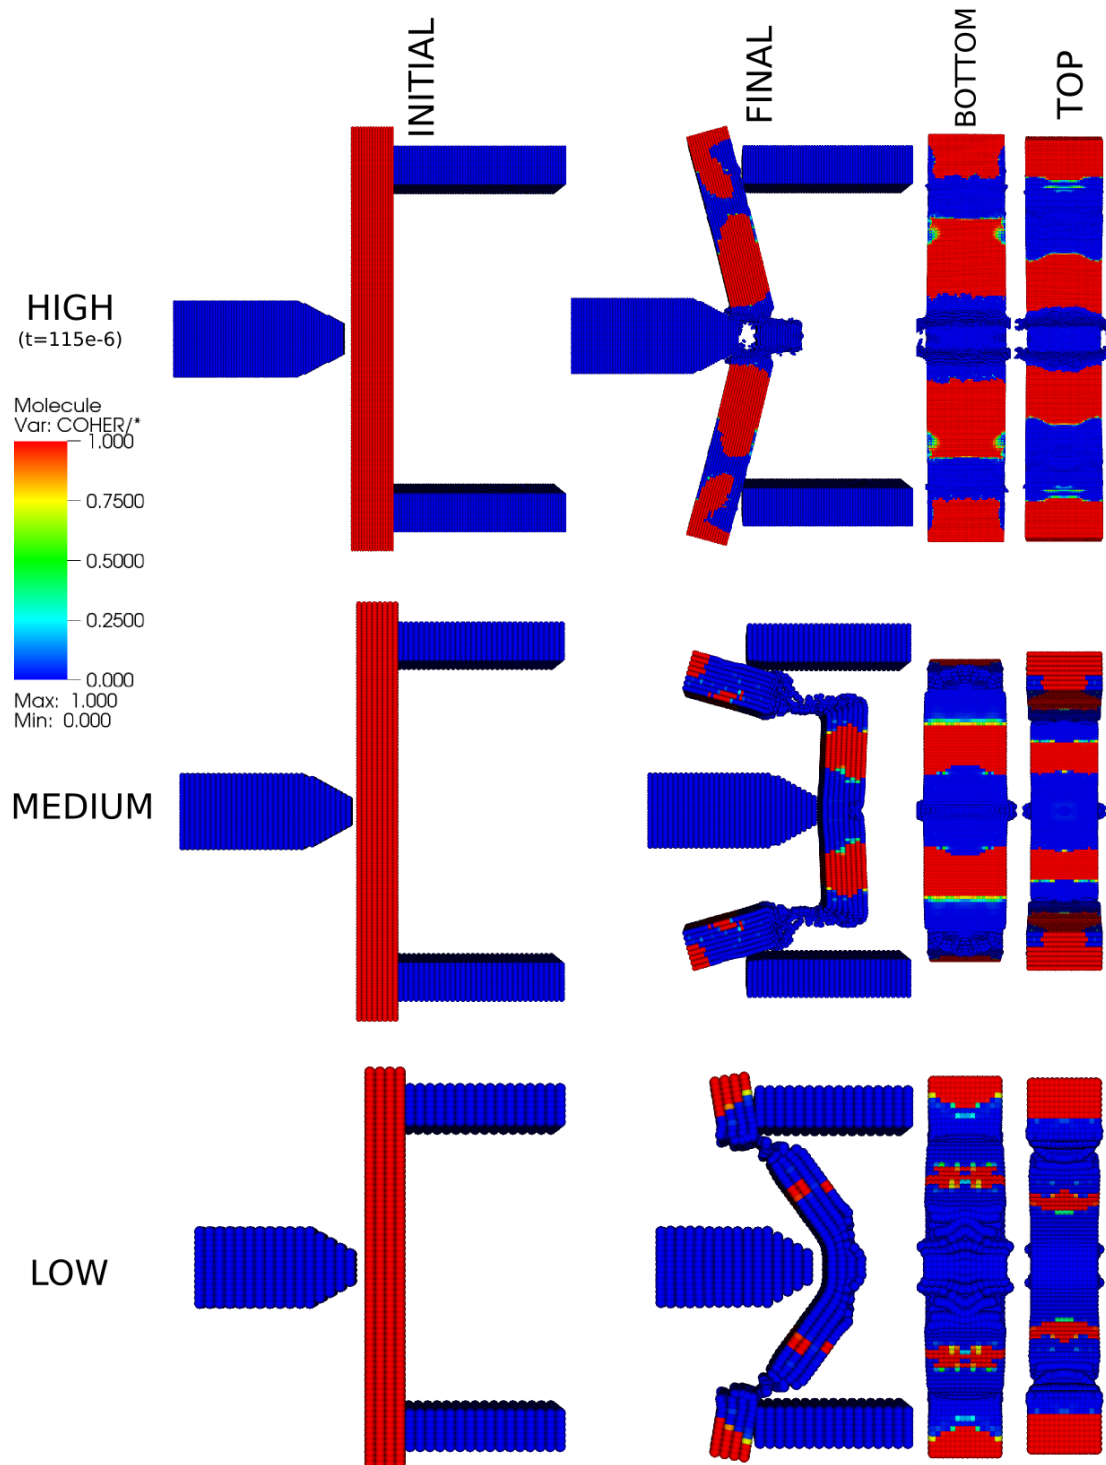 INITIAL
FINAL
BOTTOM
TOP
HIGH
(t=115e-6)
Molecule
Var: COHER/*
1.000
0.7500
0.5000
0.2500
0.000
Max: 1.000
Min: 0.000
MEDIUM
LOW